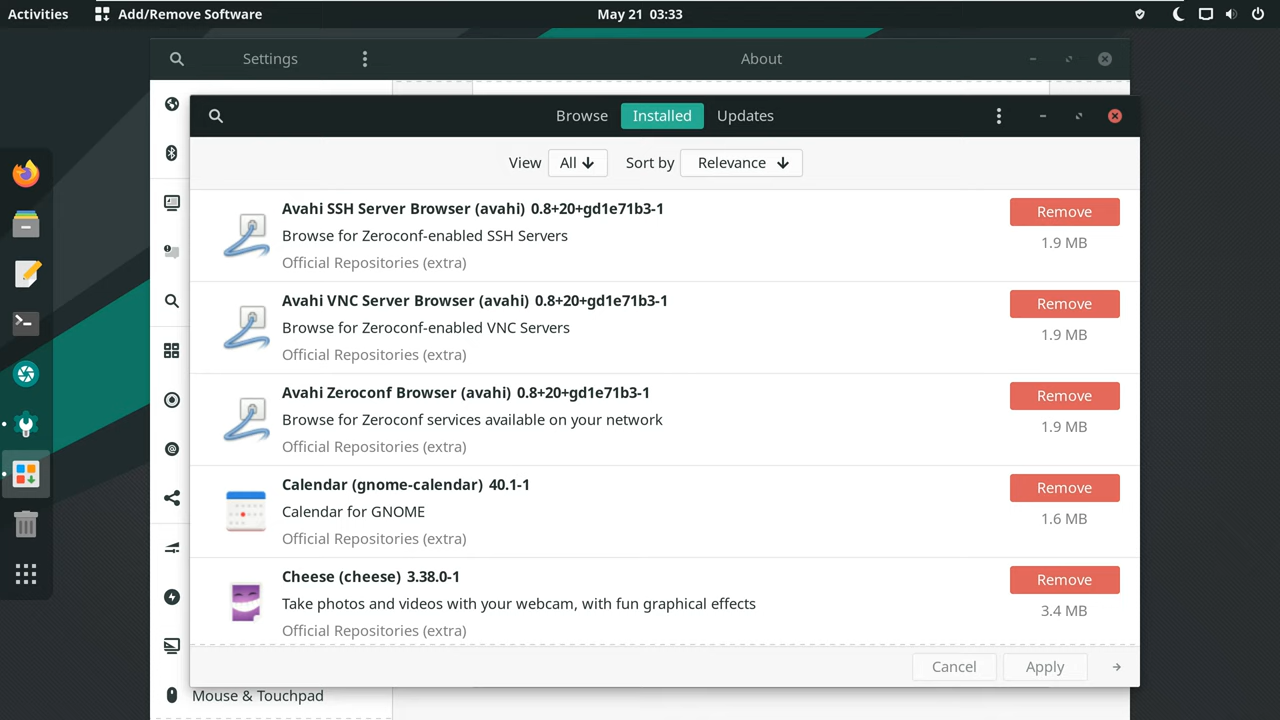 Activities
Add/Remove Software
May 21 03:33
Settings
About
Browse
Installed
Updates
View
All
Sort by
Relevance
Avahi SSH Server Browser (avahi) 0.8+20+gd1e71b3-1
Browse for Zeroconf-enabled SSH Servers
Official Repositories (extra)
Remove
1.9 MB
Avahi VNC Server Browser (avahi) 0.8+20+gd1e71b3-1
Browse for Zeroconf-enabled VNC Servers
Official Repositories (extra)
Remove
1.9 MB
Avahi Zeroconf Browser (avahi) 0.8+20+gd1e71b3-1
Browse for Zeroconf services available on your network
Official Repositories (extra)
Remove
1.9 MB
Calendar (gnome-calendar) 40.1-1
Calendar for GNOME
Official Repositories (extra)
Remove
1.6 MB
Cheese (cheese) 3.38.0-1
Take photos and videos with your webcam, with fun graphical effects
Official Repositories (extra)
Remove
3.4 MB
Cancel
Apply
Mouse & Touchpad